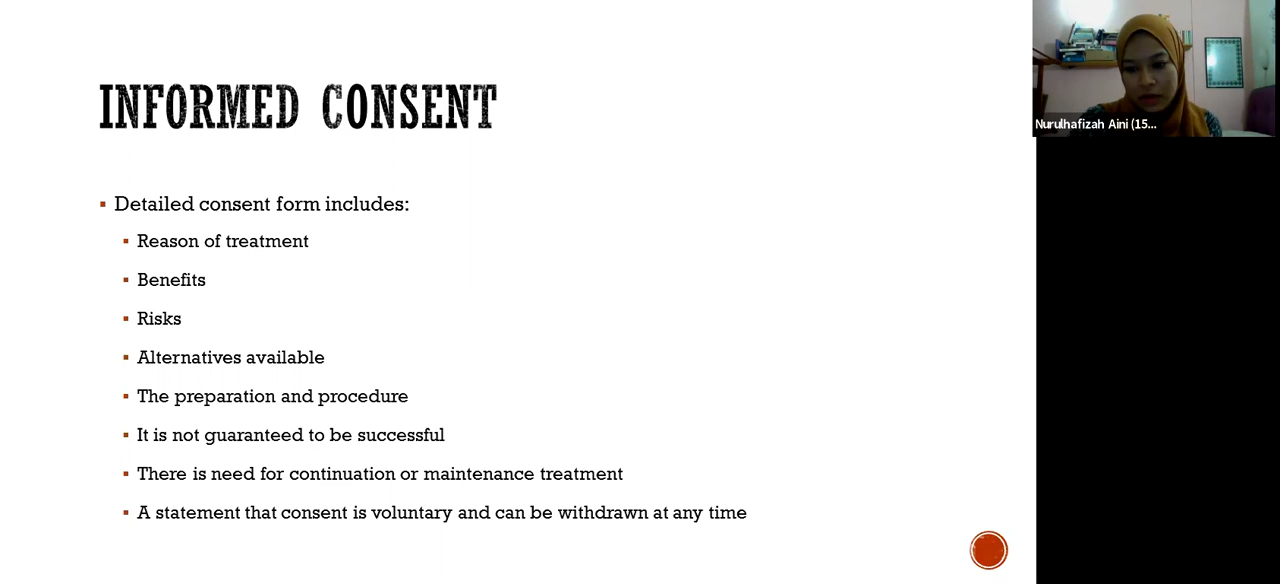 INFORMED CONSENT
Detailed consent form includes:
Reason of treatment
Benefits
Risks
Alternatives available
The preparation and procedure
It is not guaranteed to be successful
There is need for continuation or maintenance treatment
A statement that consent is voluntary and can be withdrawn at any time
Nurulhafizah Aini (15...